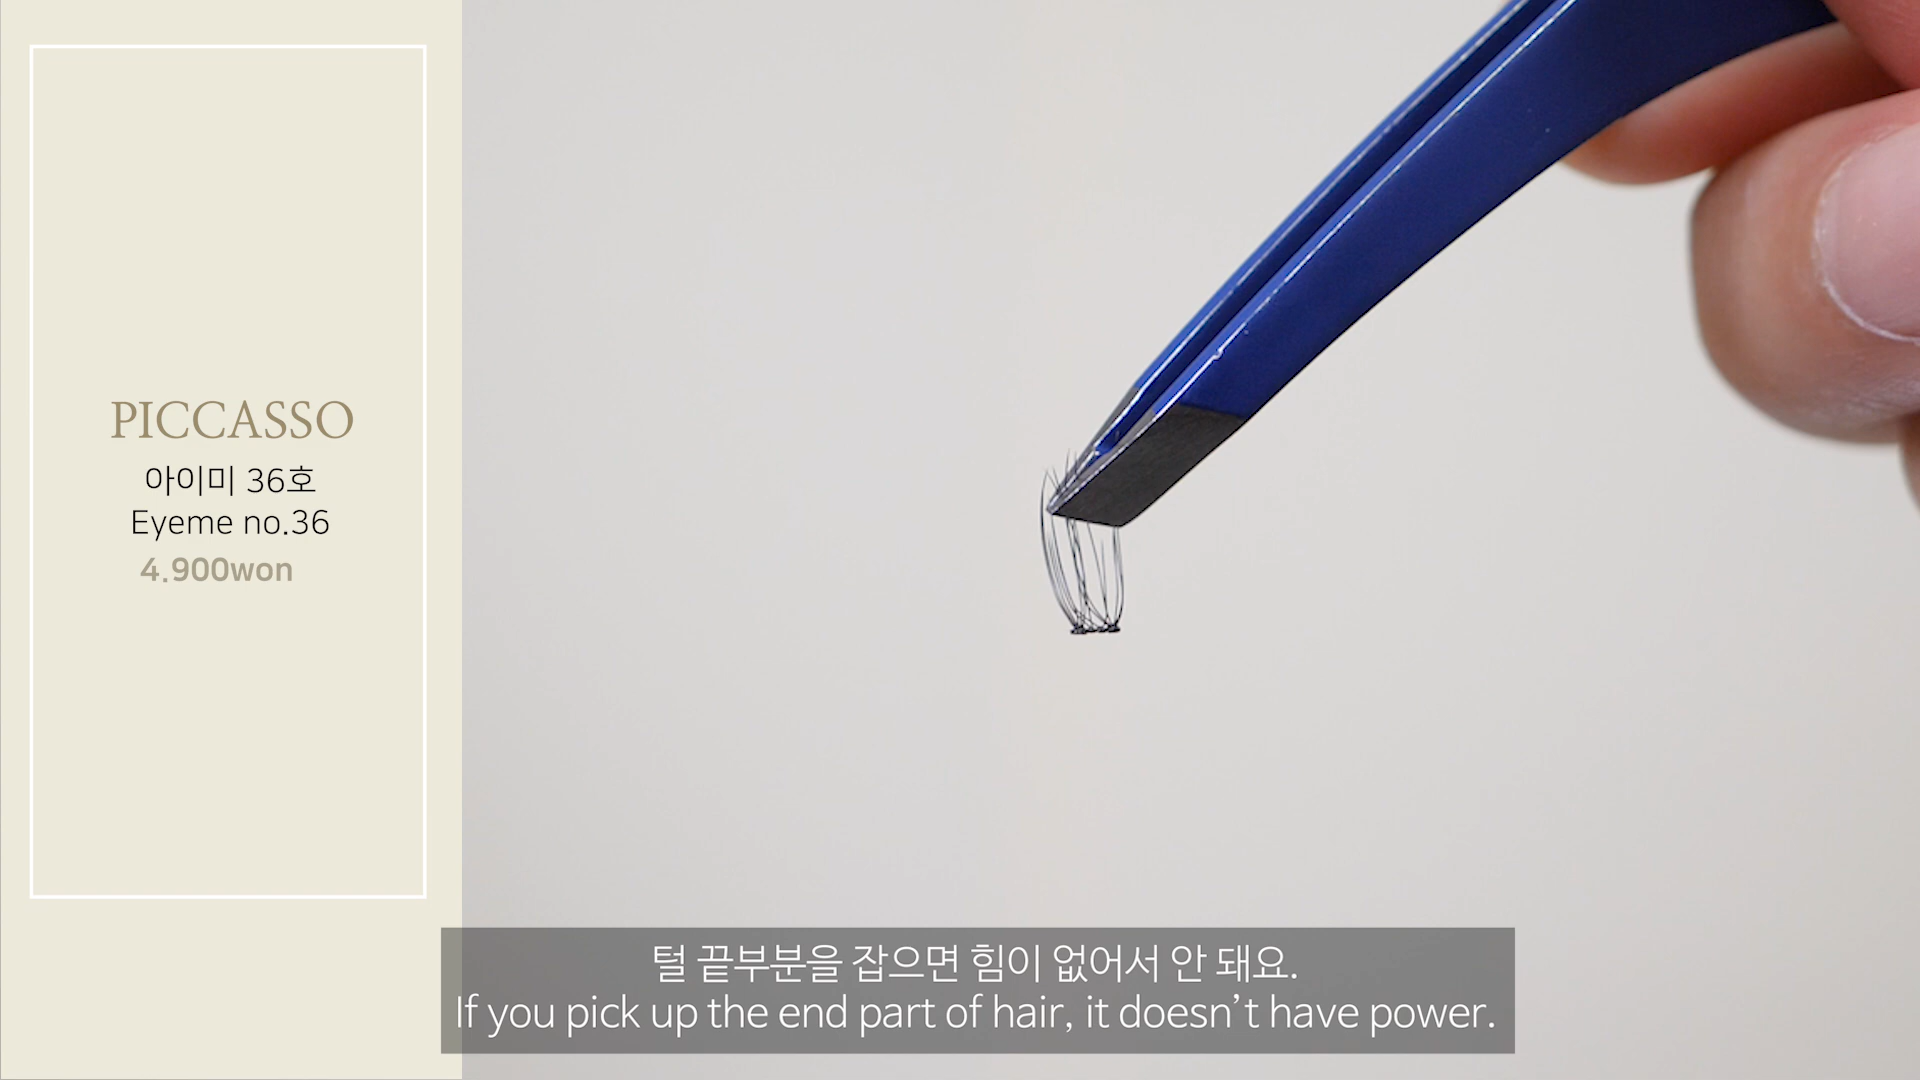 PICCASSO
아이미 36호
Eyeme no.36
4.900won
털 끝부분을 잡으면 힘이 없어서 안 돼요.
If you pick up the end part of hair, it doesn’t have power.